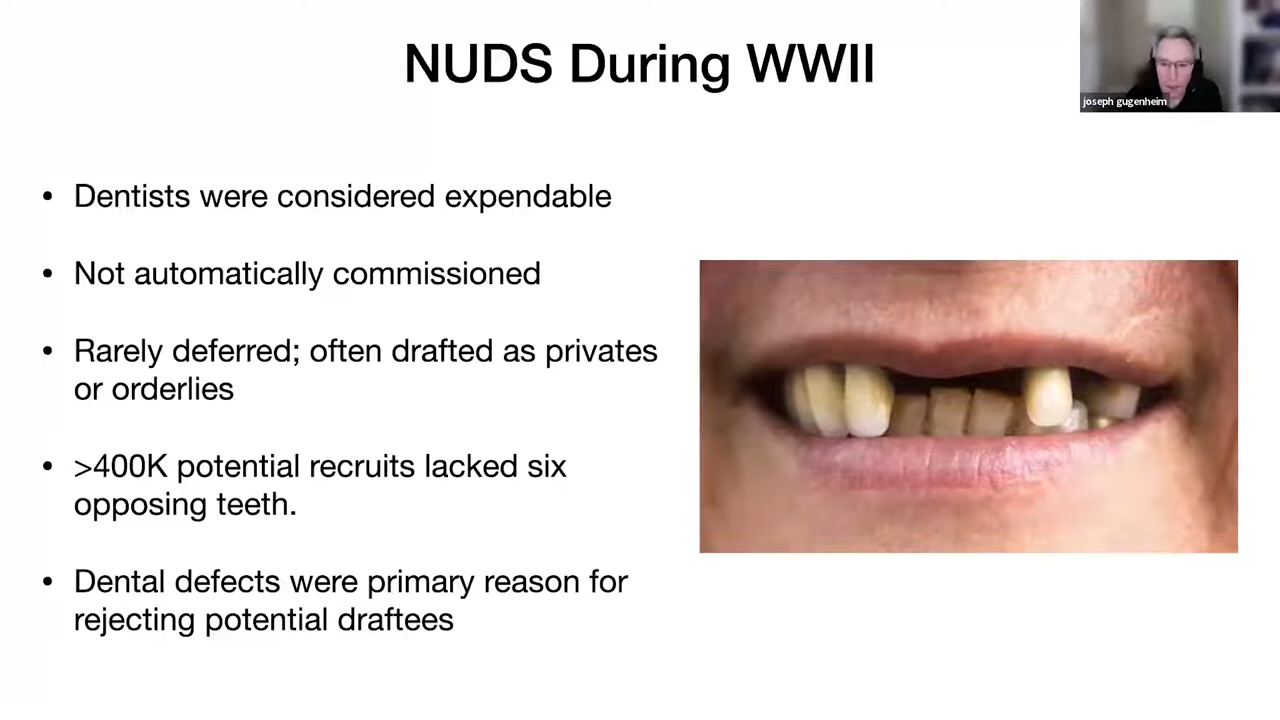 NUDS During WWII
joseph gugenheim
• Dentists were considered expendable
• Not automatically commissioned
• Rarely deferred; often drafted as privates
or orderlies
• >400K potential recruits lacked six
opposing teeth.
• Dental defects were primary reason for
rejecting potential draftees